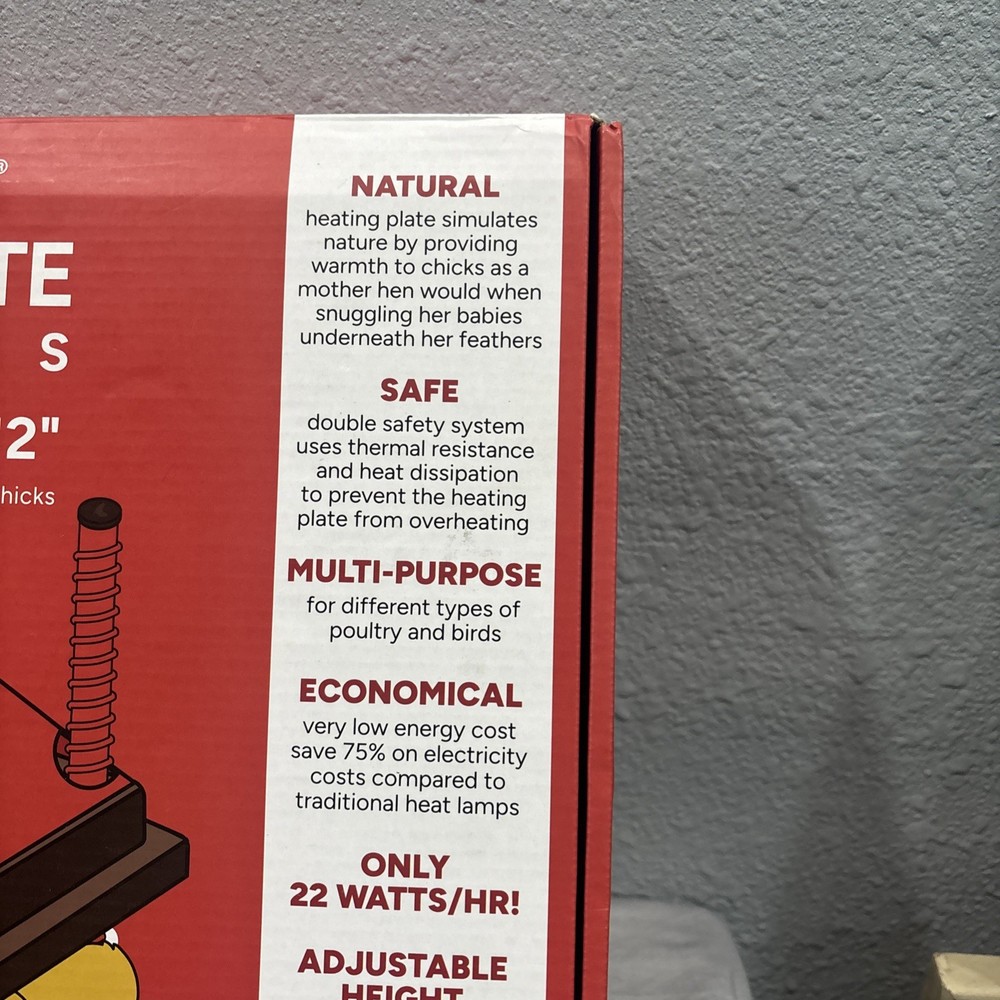 ®
TE
S
'2"
hicks
NATURAL
heating plate simulates
nature by providing
warmth to chicks as a
mother hen would when
snuggling her babies
underneath her feathers
SAFE
double safety system
uses thermal resistance
and heat dissipation
to prevent the heating
plate from overheating
MULTI-PURPOSE
for different types of
poultry and birds
ECONOMICAL
very low energy cost
save 75% on electricity
costs compared to
traditional heat lamps
ONLY
22 WATTS/HR!
ADJUSTABLE
HEIGHT